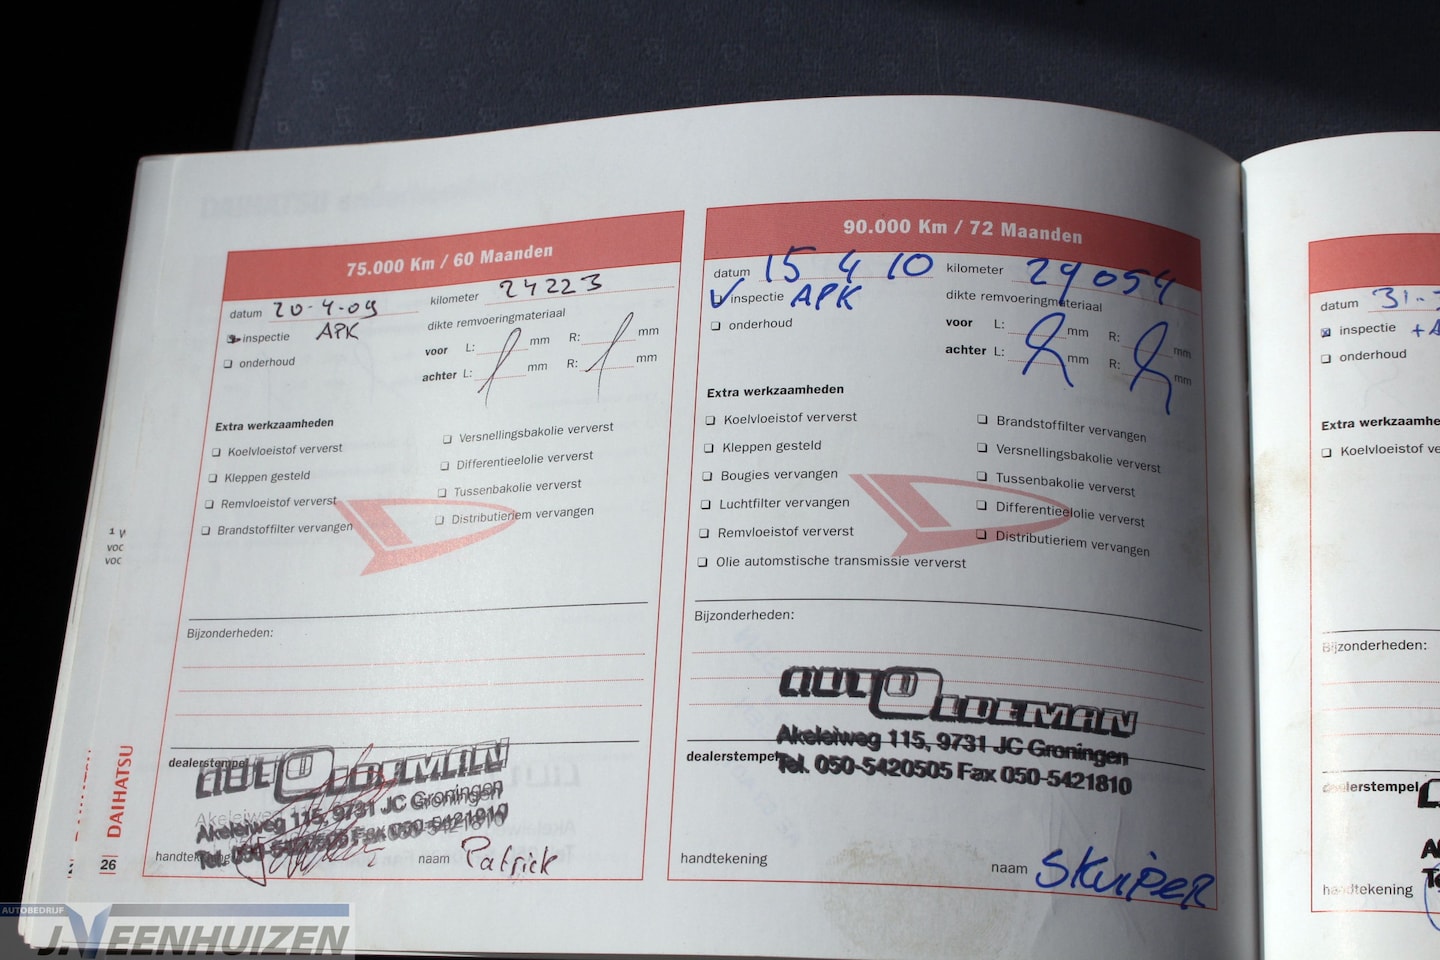 75.000 Km / 60 Maanden
datum 20-4-09
kilometer 24223
inspectie APK
onderhoud
dikte remvoeringmateriaal
voor L: mm R: mm
achter L: mm R: mm
Extra werkzaamheden
Koelvloeistof ververst
Kleppen gesteld
Remvloeistof ververst
Brandstoffilter vervangen
Versnellingsbakolie ververst
Differentieelolie ververst
Tussenbakolie ververst
Distributieriem vervangen
Bijzonderheden:
dealerstempel
AUTO OLDEMAN
Akeleiweg 115, 9731 JC Groningen
Tel. 050-5420505 Fax 050-5421810
handtekening
naam Patrick
26
DAIHATSU
90.000 Km / 72 Maanden
datum 15 4 10
kilometer 29054
inspectie APK
onderhoud
dikte remvoeringmateriaal
voor L: mm R: mm
achter L: mm R: mm
Extra werkzaamheden
Koelvloeistof ververst
Kleppen gesteld
Bougies vervangen
Luchtfilter vervangen
Remvloeistof ververst
Olie automstische transmissie ververst
Brandstoffilter vervangen
Versnellingsbakolie ververst
Tussenbakolie ververst
Differentieelolie ververst
Distributieriem vervangen
Bijzonderheden:
dealerstempel
AUTO OLDEMAN
Akeleiweg 115, 9731 JC Groningen
Tel. 050-5420505 Fax 050-5421810
handtekening
naam SKuipeR
datum 31-
inspectie +
onderhoud
Extra werkzaamheden
Koelvloeistof ve
Bijzonderheden:
dealerstempel
handtekening
voc
voc
AUTOBEDRIJF
J.VEENHUIZEN